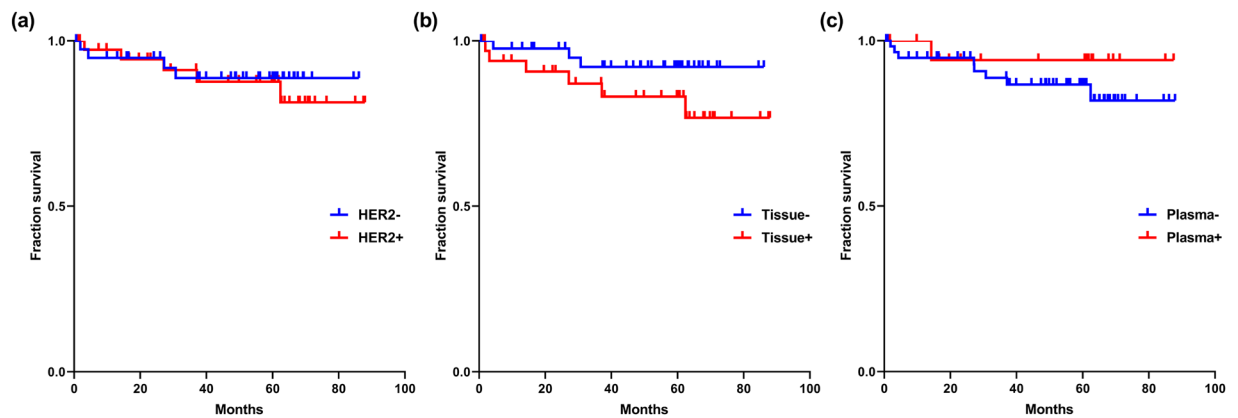 (a)
1.0
0.5
0.0
Fraction survival
HER2-
HER2+
0 20 40 60 80 100
Months
(b)
1.0
0.5
0.0
Fraction survival
Tissue-
Tissue+
0 20 40 60 80 100
Months
(c)
1.0
0.5
0.0
Fraction survival
Plasma-
Plasma+
0 20 40 60 80 100
Months